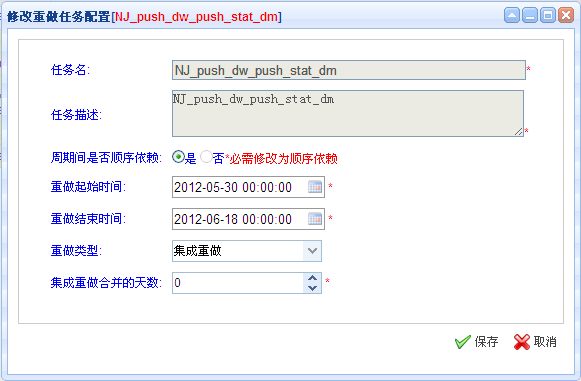 修改重做任务配置[NJ_push_dw_push_stat_dm]
任务名: NJ_push_dw_push_stat_dm *
任务描述: NJ_push_dw_push_stat_dm *
周期间是否顺序依赖: 是 否*必需修改为顺序依赖
重做起始时间: 2012-05-30 00:00:00 *
重做结束时间: 2012-06-18 00:00:00 *
重做类型: 集成重做
集成重做合并的天数: 0 *
保存 取消